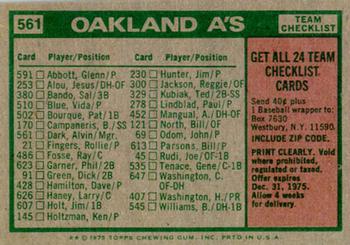 561
OAKLAND A'S
TEAM
CHECKLIST
Card Player/Position
591 Abbott, Glenn/P
253 Alou, Jesus/DH-OF
380 Bando, Sal/3B
510 Blue, Vida/P
502 Bourque, Pat/1B
170 Campaneris, B./SS
561 Dark, Alvin/Mgr.
21 Fingers, Rollie/P
486 Fosse, Ray/C
623 Garner, Phil/2B
91 Green, Dick/2B
428 Hamilton, Dave/P
626 Haney, Larry/C
307 Holt, Jim/1B
145 Holtzman, Ken/P
Card Player/Position
230 Hunter, Jim/P
300 Jackson, Reggie/OF
329 Kubiak, Ted/2B-SS
278 Lindblad, Paul/P
452 Mangual, A./DH-OF
121 North, Bill/OF
69 Odom, John/P
613 Parsons, Bill/P
45 Rudi, Joe/OF-1B
535 Tenace, Gene/C-1B
647 Washington, C.
OF-DH
407 Washington, H./PR
545 Williams, B./DH-1B
GET ALL 24 TEAM
CHECKLIST
CARDS
Send 40¢ plus
1 Baseball wrapper to:
Box 7630
Westbury, N.Y. 11590.
INCLUDE ZIP CODE.
PRINT CLEARLY. Void
where prohibited,
regulated or taxed.
Offer expires
Dec. 31, 1975.
Allow 4 weeks
for delivery.
★★ © 1975 TOPPS CHEWING GUM, INC. PRTD IN U.S.A.